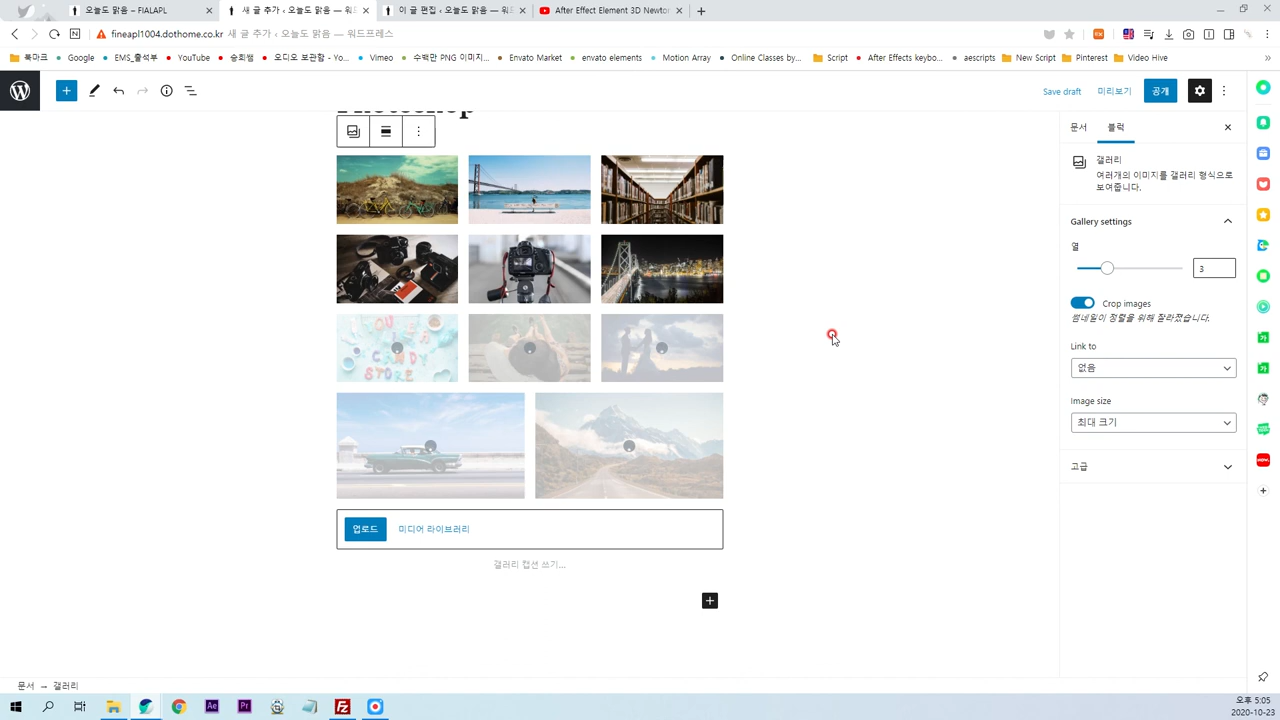 오늘도 맑음 – FIALAPL
새 글 추가 ‹ 오늘도 맑음 — 워드프
이 글 편집 ‹ 오늘도 맑음 — 워드프
After Effect Element 3D Newton
fineapl1004.dothome.co.kr 새 글 추가 ‹ 오늘도 맑음 — 워드프레스
북마크
Google
EMS_출석부
YouTube
승희쌤
오디오 보관함 - Yo...
Vimeo
수백만 PNG 이미지...
Envato Market
envato elements
Motion Array
Online Classes by...
Script
After Effects keybo...
aescripts
New Script
Pinterest
Video Hive
Save draft
미리보기
공개
Photoshop
문서
블럭
갤러리
여러개의 이미지를 갤러리 형식으로
보여줍니다.
Gallery settings
열
3
Crop images
썸네일이 정렬을 위해 잘라졌습니다.
Link to
없음
Image size
최대 크기
고급
CANDY
STORE
업로드
미디어 라이브러리
갤러리 캡션 쓰기...
문서 → 갤러리
Ae
Pr
Fz
오후 5:05
2020-10-23